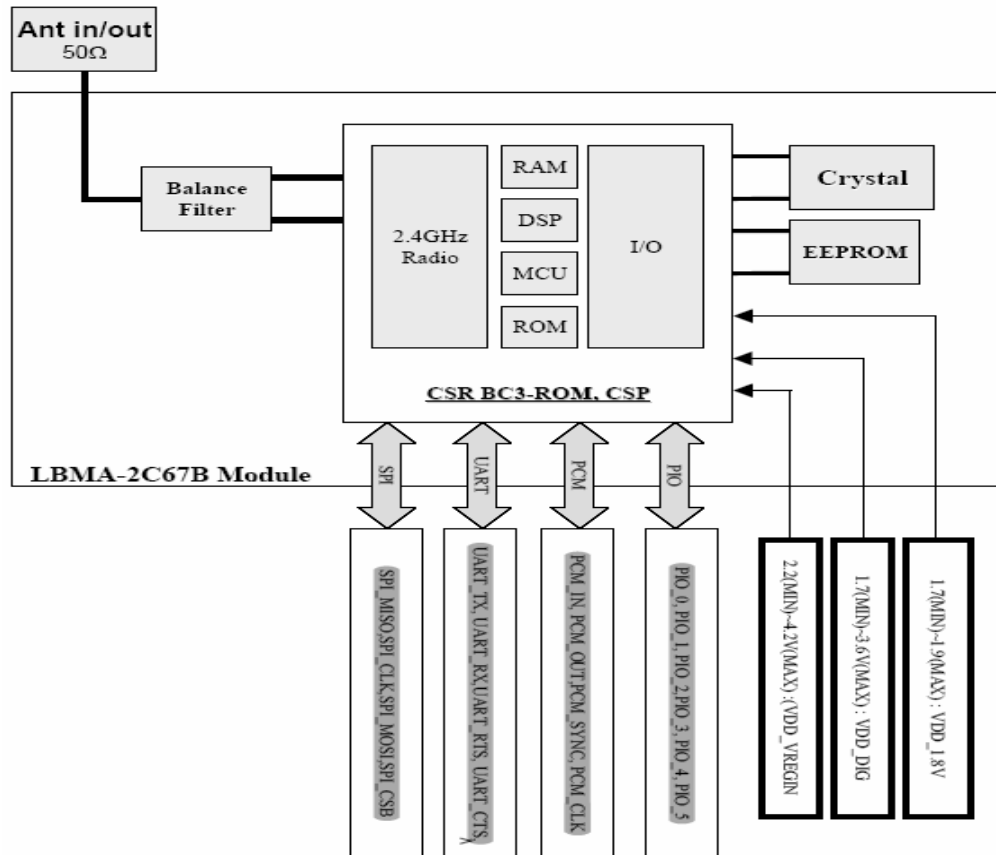 Ant in/out
50Ω
Balance
Filter
2.4GHz
Radio
RAM
DSP
MCU
ROM
I/O
Crystal
EEPROM
CSR BC3-ROM, CSP
LBMA-2C67B Module
SPI
UART
PCM
PIO
SPI_MISO,SPI_CLK,SPI_MOSI,SPI_CSB
UART_TX, UART_RX,UART_RTS, UART_CTS,
PCM_IN, PCM_OUT,PCM_SYNC, PCM_CLK
PIO_0, PIO_1, PIO_2,PIO_3, PIO_4, PIO_5
2.2(MIN)~4.2V(MAX) :(VDD_VREGIN
1.7(MIN)~3.6V(MAX) : VDD_DIG
1.7(MIN)~1.9(MAX) : VDD_1.8V